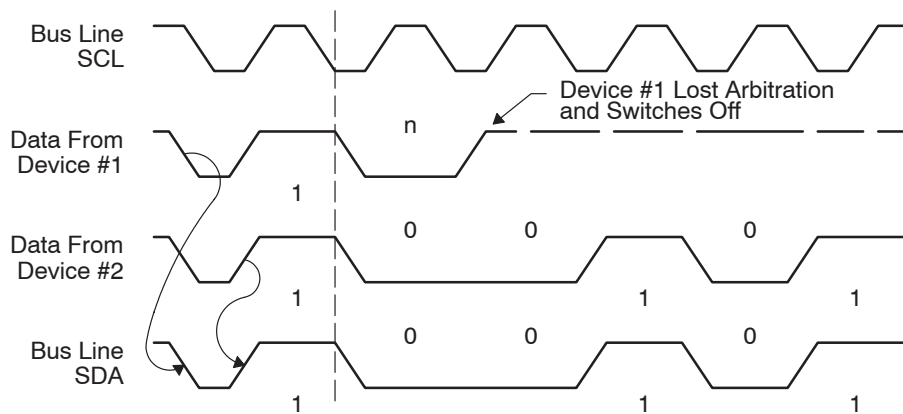 Bus Line
SCL
Device #1 Lost Arbitration
and Switches Off
n
Data From
Device #1
1
0 0 0
Data From
Device #2
1 1 1
0 0 0
Bus Line
SDA
1 1 1